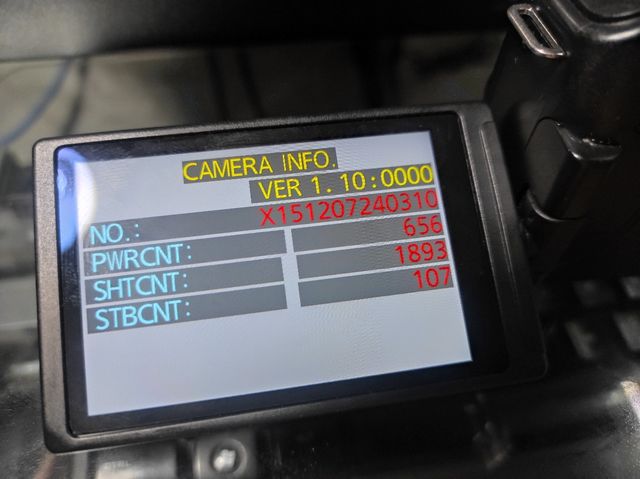 CAMERA INFO.
VER 1. 10:0000
NO.: X151207240310
PWRCNT: 656
SHTCNT: 1893
STBCNT: 107